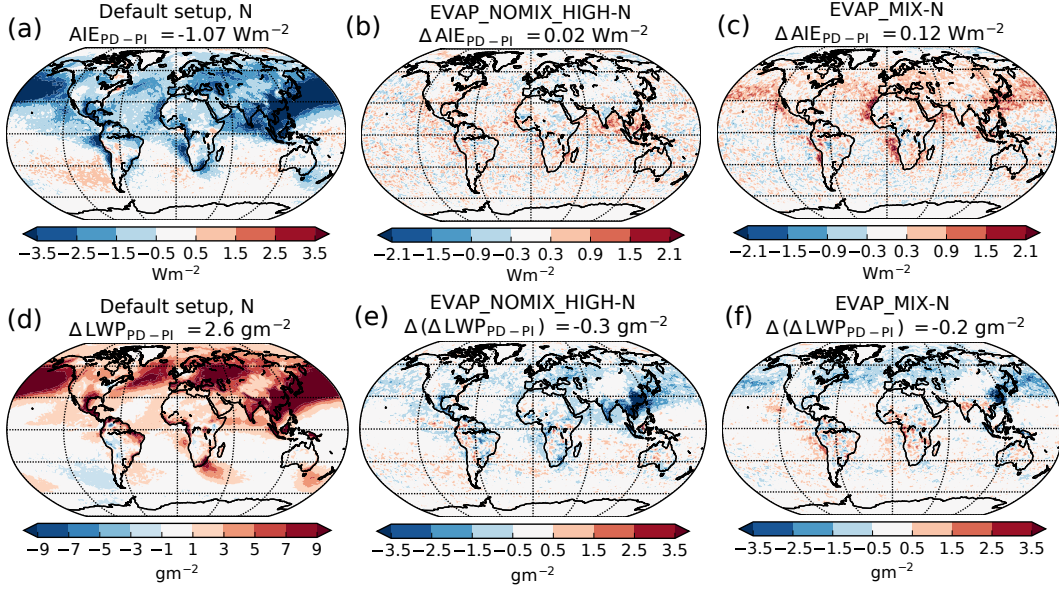 (a) Default setup, N
AIE_PD−PI = -1.07 Wm⁻²
−3.5 −2.5 −1.5 −0.5 0.5 1.5 2.5 3.5
Wm⁻²
(b) EVAP_NOMIX_HIGH-N
Δ AIE_PD−PI = 0.02 Wm⁻²
−2.1 −1.5 −0.9 −0.3 0.3 0.9 1.5 2.1
Wm⁻²
(c) EVAP_MIX-N
Δ AIE_PD−PI = 0.12 Wm⁻²
−2.1 −1.5 −0.9 −0.3 0.3 0.9 1.5 2.1
Wm⁻²
(d) Default setup, N
Δ LWP_PD−PI = 2.6 gm⁻²
−9 −7 −5 −3 −1 1 3 5 7 9
gm⁻²
(e) EVAP_NOMIX_HIGH-N
Δ (Δ LWP_PD−PI) = -0.3 gm⁻²
−3.5 −2.5 −1.5 −0.5 0.5 1.5 2.5 3.5
gm⁻²
(f) EVAP_MIX-N
Δ (Δ LWP_PD−PI) = -0.2 gm⁻²
−3.5 −2.5 −1.5 −0.5 0.5 1.5 2.5 3.5
gm⁻²